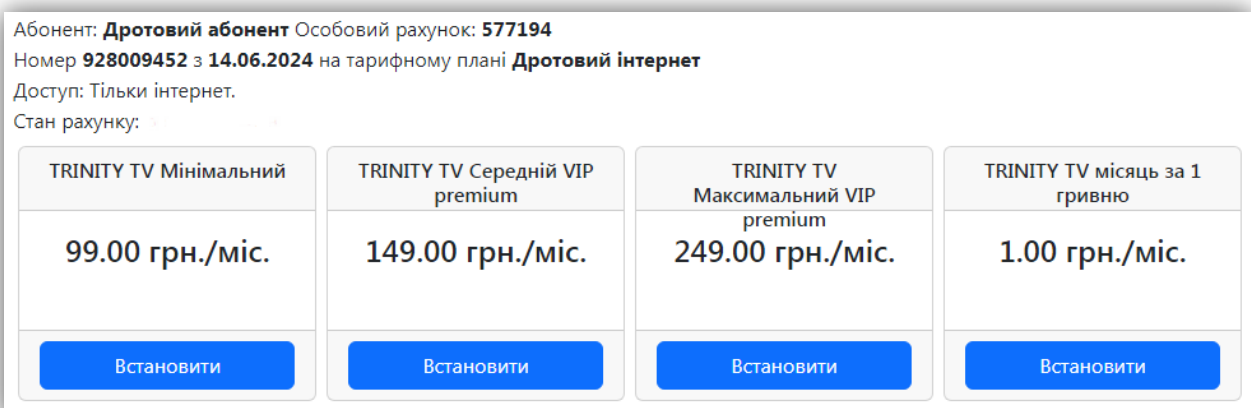 Абонент: Дротовий абонент Особовий рахунок: 577194
Номер 928009452 з 14.06.2024 на тарифному плані Дротовий інтернет
Доступ: Тільки інтернет.
Стан рахунку:
TRINITY TV Мінімальний
99.00 грн./міс.
Встановити
TRINITY TV Середній VIP
premium
149.00 грн./міс.
Встановити
TRINITY TV
Максимальний VIP
premium
249.00 грн./міс.
Встановити
TRINITY TV місяць за 1
гривню
1.00 грн./міс.
Встановити